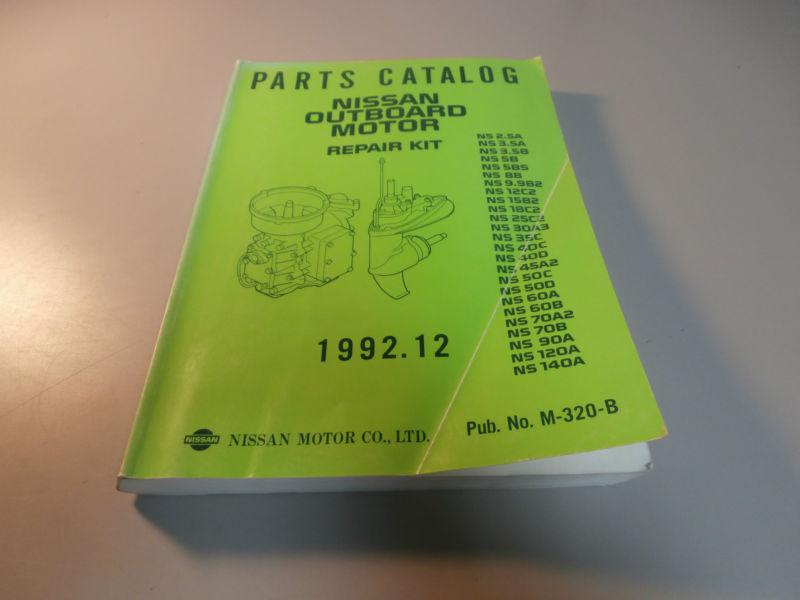 PARTS CATALOG
NISSAN
OUTBOARD
MOTOR
REPAIR KIT
NS 2.5A
NS 3.5A
NS 3.5B
NS 5B
NS 5BS
NS 8B
NS 9.9B2
NS 12C2
NS 15B2
NS 18C2
NS 25C2
NS 30A3
NS 35C
NS 40C
NS 40D
NS 45A2
NS 50C
NS 50D
NS 60A
NS 60B
NS 70A2
NS 70B
NS 90A
NS 120A
NS 140A
1992.12
NISSAN
NISSAN MOTOR CO., LTD.
Pub. No. M-320-B